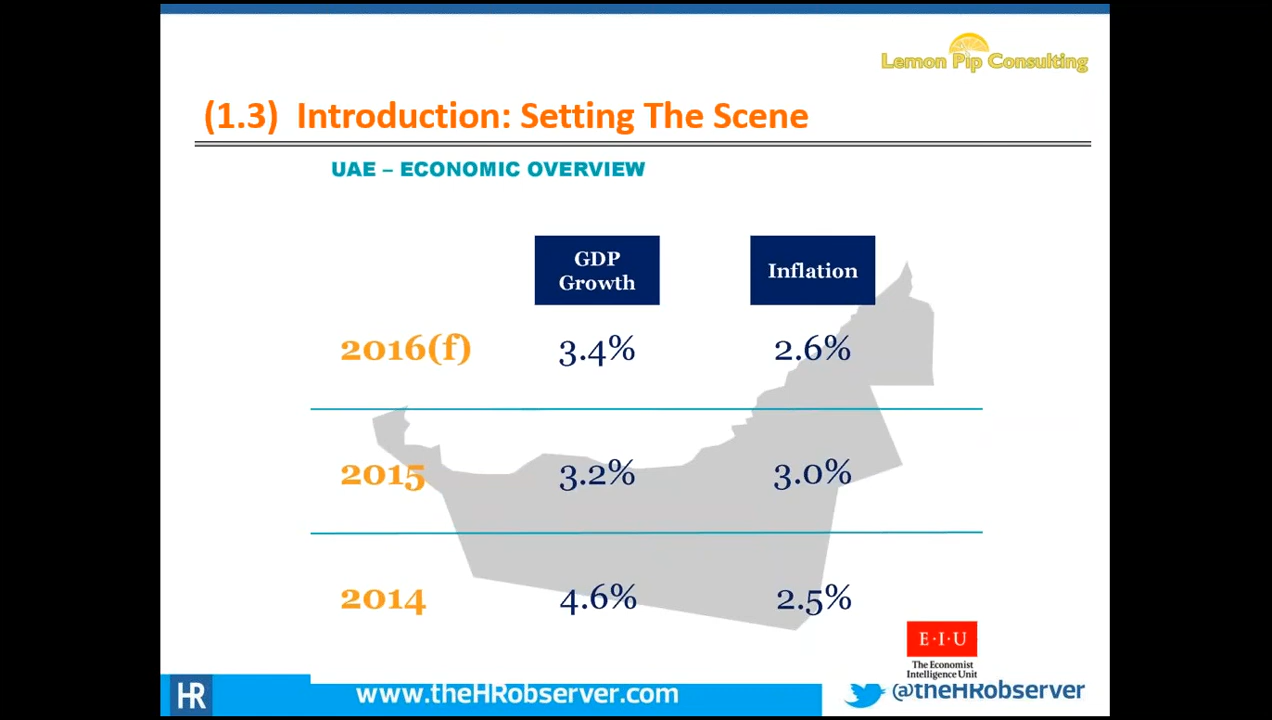 Lemon Pip Consulting
(1.3) Introduction: Setting The Scene
UAE – ECONOMIC OVERVIEW
GDP
Growth
Inflation
2016(f) 3.4% 2.6%
2015 3.2% 3.0%
2014 4.6% 2.5%
E·I·U
The Economist
Intelligence Unit
HR
www.theHRobserver.com
@theHRobserver